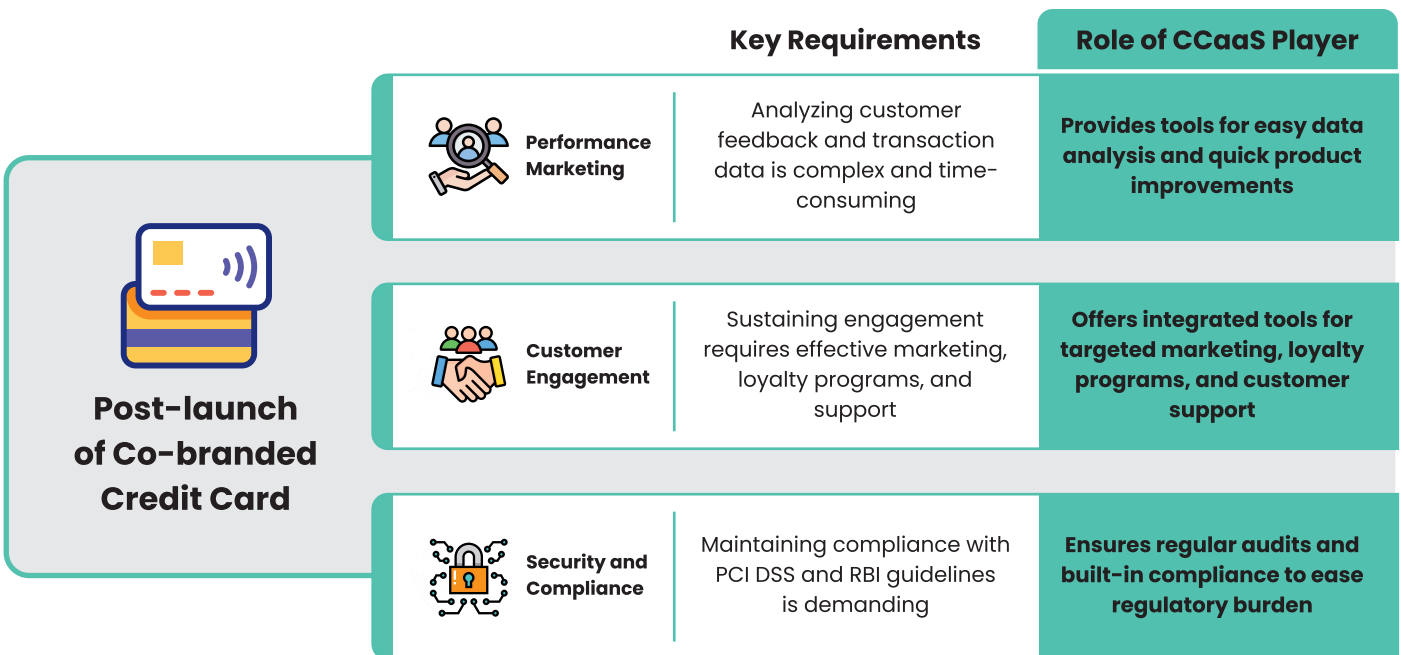 Key Requirements
Role of CCaaS Player
Post-launch
of Co-branded
Credit Card
Performance
Marketing
Analyzing customer
feedback and transaction
data is complex and time-
consuming
Provides tools for easy data
analysis and quick product
improvements
Customer
Engagement
Sustaining engagement
requires effective marketing,
loyalty programs, and
support
Offers integrated tools for
targeted marketing, loyalty
programs, and customer
support
Security and
Compliance
Maintaining compliance with
PCI DSS and RBI guidelines
is demanding
Ensures regular audits and
built-in compliance to ease
regulatory burden